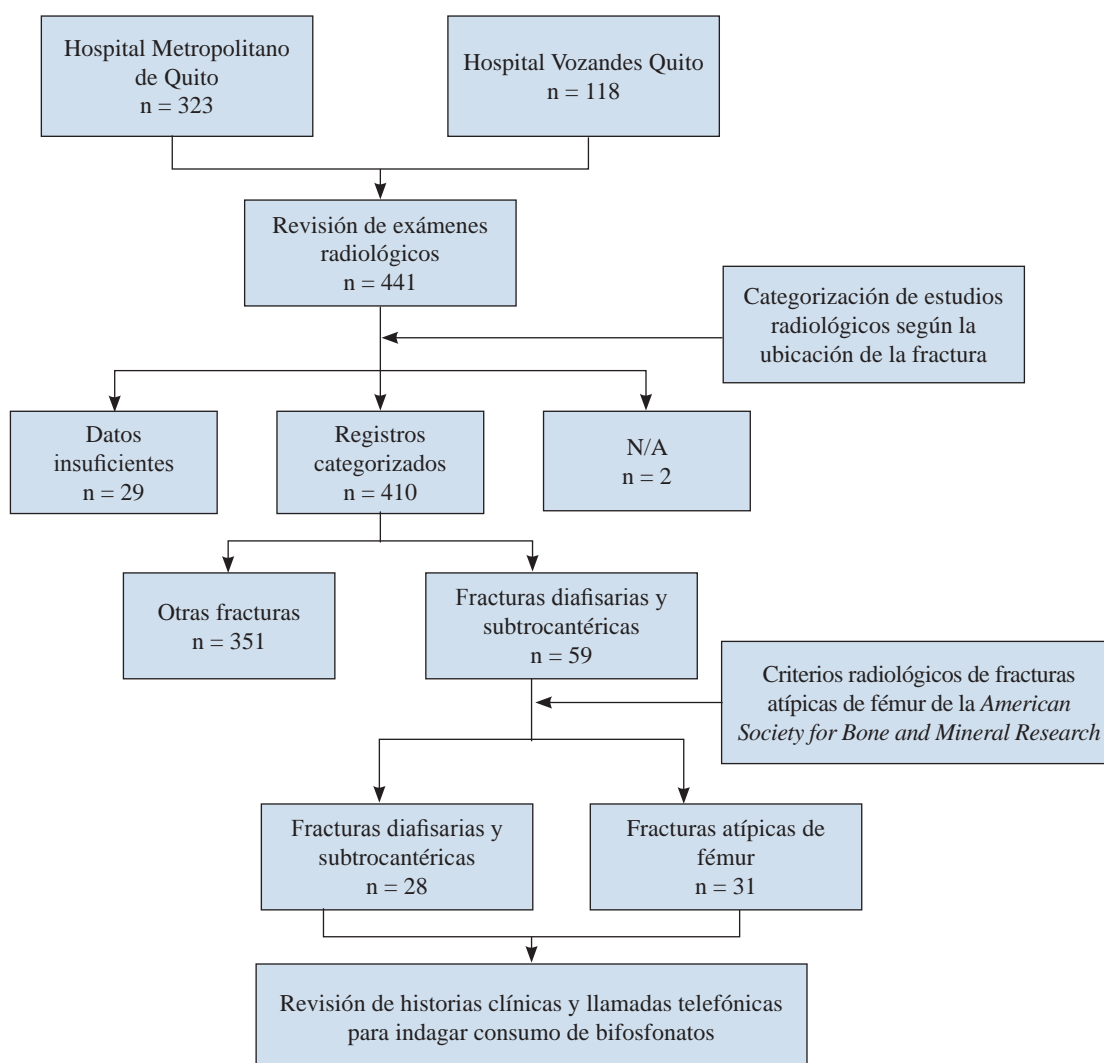 Hospital Metropolitano
de Quito
n = 323
Hospital Vozandes Quito
n = 118
Revisión de exámenes
radiológicos
n = 441
Categorización de estudios
radiológicos según la
ubicación de la fractura
Datos
insuficientes
n = 29
Registros
categorizados
n = 410
N/A
n = 2
Otras fracturas
n = 351
Fracturas diafisarias y
subtrocantéricas
n = 59
Criterios radiológicos de fracturas
atípicas de fémur de la American
Society for Bone and Mineral Research
Fracturas diafisarias y
subtrocantéricas
n = 28
Fracturas atípicas de
fémur
n = 31
Revisión de historias clínicas y llamadas telefónicas
para indagar consumo de bifosfonatos